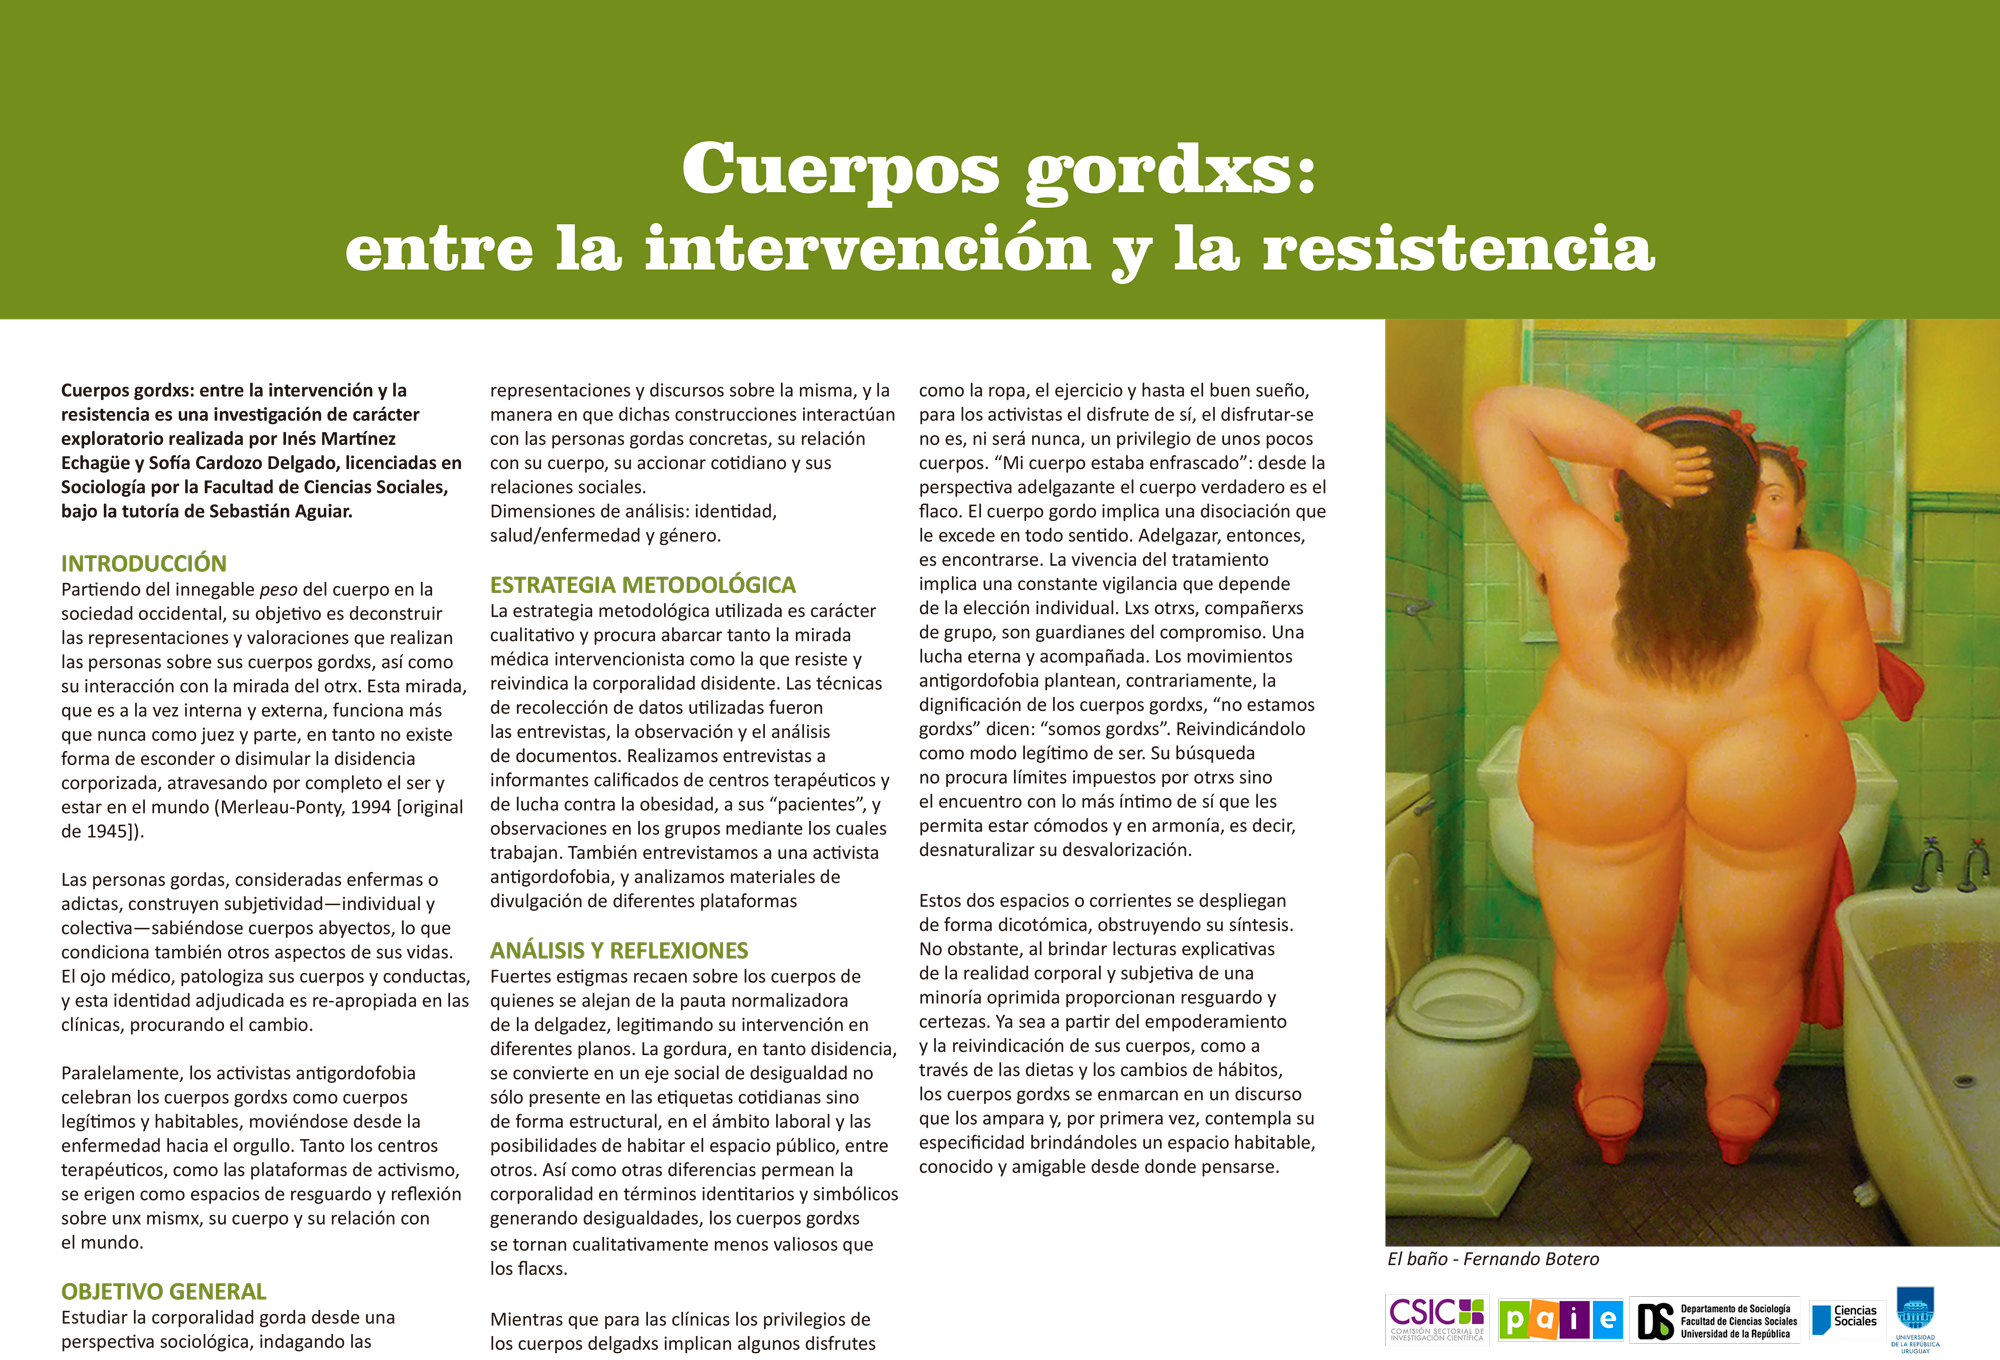 Cuerpos gordxs:
entre la intervención y la resistencia
Cuerpos gordxs: entre la intervención y la
resistencia es una investigación de carácter
exploratorio realizada por Inés Martínez
Echagüe y Sofía Cardozo Delgado, licenciadas en
Sociología por la Facultad de Ciencias Sociales,
bajo la tutoría de Sebastián Aguiar.
INTRODUCCIÓN
Partiendo del innegable peso del cuerpo en la
sociedad occidental, su objetivo es deconstruir
las representaciones y valoraciones que realizan
las personas sobre sus cuerpos gordxs, así como
su interacción con la mirada del otrx. Esta mirada,
que es a la vez interna y externa, funciona más
que nunca como juez y parte, en tanto no existe
forma de esconder o disimular la disidencia
corporizada, atravesando por completo el ser y
estar en el mundo (Merleau-Ponty, 1994 [original
de 1945]).
Las personas gordas, consideradas enfermas o
adictas, construyen subjetividad—individual y
colectiva—sabiéndose cuerpos abyectos, lo que
condiciona también otros aspectos de sus vidas.
El ojo médico, patologiza sus cuerpos y conductas,
y esta identidad adjudicada es re-apropiada en las
clínicas, procurando el cambio.
Paralelamente, los activistas antigordofobia
celebran los cuerpos gordxs como cuerpos
legítimos y habitables, moviéndose desde la
enfermedad hacia el orgullo. Tanto los centros
terapéuticos, como las plataformas de activismo,
se erigen como espacios de resguardo y reflexión
sobre unx mismx, su cuerpo y su relación con
el mundo.
OBJETIVO GENERAL
Estudiar la corporalidad gorda desde una
perspectiva sociológica, indagando las
representaciones y discursos sobre la misma, y la
manera en que dichas construcciones interactúan
con las personas gordas concretas, su relación
con su cuerpo, su accionar cotidiano y sus
relaciones sociales.
Dimensiones de análisis: identidad,
salud/enfermedad y género.
ESTRATEGIA METODOLÓGICA
La estrategia metodológica utilizada es carácter
cualitativo y procura abarcar tanto la mirada
médica intervencionista como la que resiste y
reivindica la corporalidad disidente. Las técnicas
de recolección de datos utilizadas fueron
las entrevistas, la observación y el análisis
de documentos. Realizamos entrevistas a
informantes calificados de centros terapéuticos y
de lucha contra la obesidad, a sus “pacientes”, y
observaciones en los grupos mediante los cuales
trabajan. También entrevistamos a una activista
antigordofobia, y analizamos materiales de
divulgación de diferentes plataformas
ANÁLISIS Y REFLEXIONES
Fuertes estigmas recaen sobre los cuerpos de
quienes se alejan de la pauta normalizadora
de la delgadez, legitimando su intervención en
diferentes planos. La gordura, en tanto disidencia,
se convierte en un eje social de desigualdad no
sólo presente en las etiquetas cotidianas sino
de forma estructural, en el ámbito laboral y las
posibilidades de habitar el espacio público, entre
otros. Así como otras diferencias permean la
corporalidad en términos identitarios y simbólicos
generando desigualdades, los cuerpos gordxs
se tornan cualitativamente menos valiosos que
los flacxs.
Mientras que para las clínicas los privilegios de
los cuerpos delgadxs implican algunos disfrutes
como la ropa, el ejercicio y hasta el buen sueño,
para los activistas el disfrute de sí, el disfrutar-se
no es, ni será nunca, un privilegio de unos pocos
cuerpos. “Mi cuerpo estaba enfrascado”: desde la
perspectiva adelgazante el cuerpo verdadero es el
flaco. El cuerpo gordo implica una disociación que
le excede en todo sentido. Adelgazar, entonces,
es encontrarse. La vivencia del tratamiento
implica una constante vigilancia que depende
de la elección individual. Lxs otrxs, compañerxs
de grupo, son guardianes del compromiso. Una
lucha eterna y acompañada. Los movimientos
antigordofobia plantean, contrariamente, la
dignificación de los cuerpos gordxs, “no estamos
gordxs” dicen: “somos gordxs”. Reivindicándolo
como modo legítimo de ser. Su búsqueda
no procura límites impuestos por otrxs sino
el encuentro con lo más íntimo de sí que les
permita estar cómodos y en armonía, es decir,
desnaturalizar su desvalorización.
Estos dos espacios o corrientes se despliegan
de forma dicotómica, obstruyendo su síntesis.
No obstante, al brindar lecturas explicativas
de la realidad corporal y subjetiva de una
minoría oprimida proporcionan resguardo y
certezas. Ya sea a partir del empoderamiento
y la reivindicación de sus cuerpos, como a
través de las dietas y los cambios de hábitos,
los cuerpos gordxs se enmarcan en un discurso
que los ampara y, por primera vez, contempla su
especificidad brindándoles un espacio habitable,
conocido y amigable desde donde pensarse.
El baño - Fernando Botero
CSIC
COMISIÓN SECTORIAL DE
INVESTIGACIÓN CIENTÍFICA
paie
DS
Departamento de Sociología
Facultad de Ciencias Sociales
Universidad de la República
Ciencias
Sociales
UNIVERSIDAD
DE LA REPÚBLICA
URUGUAY